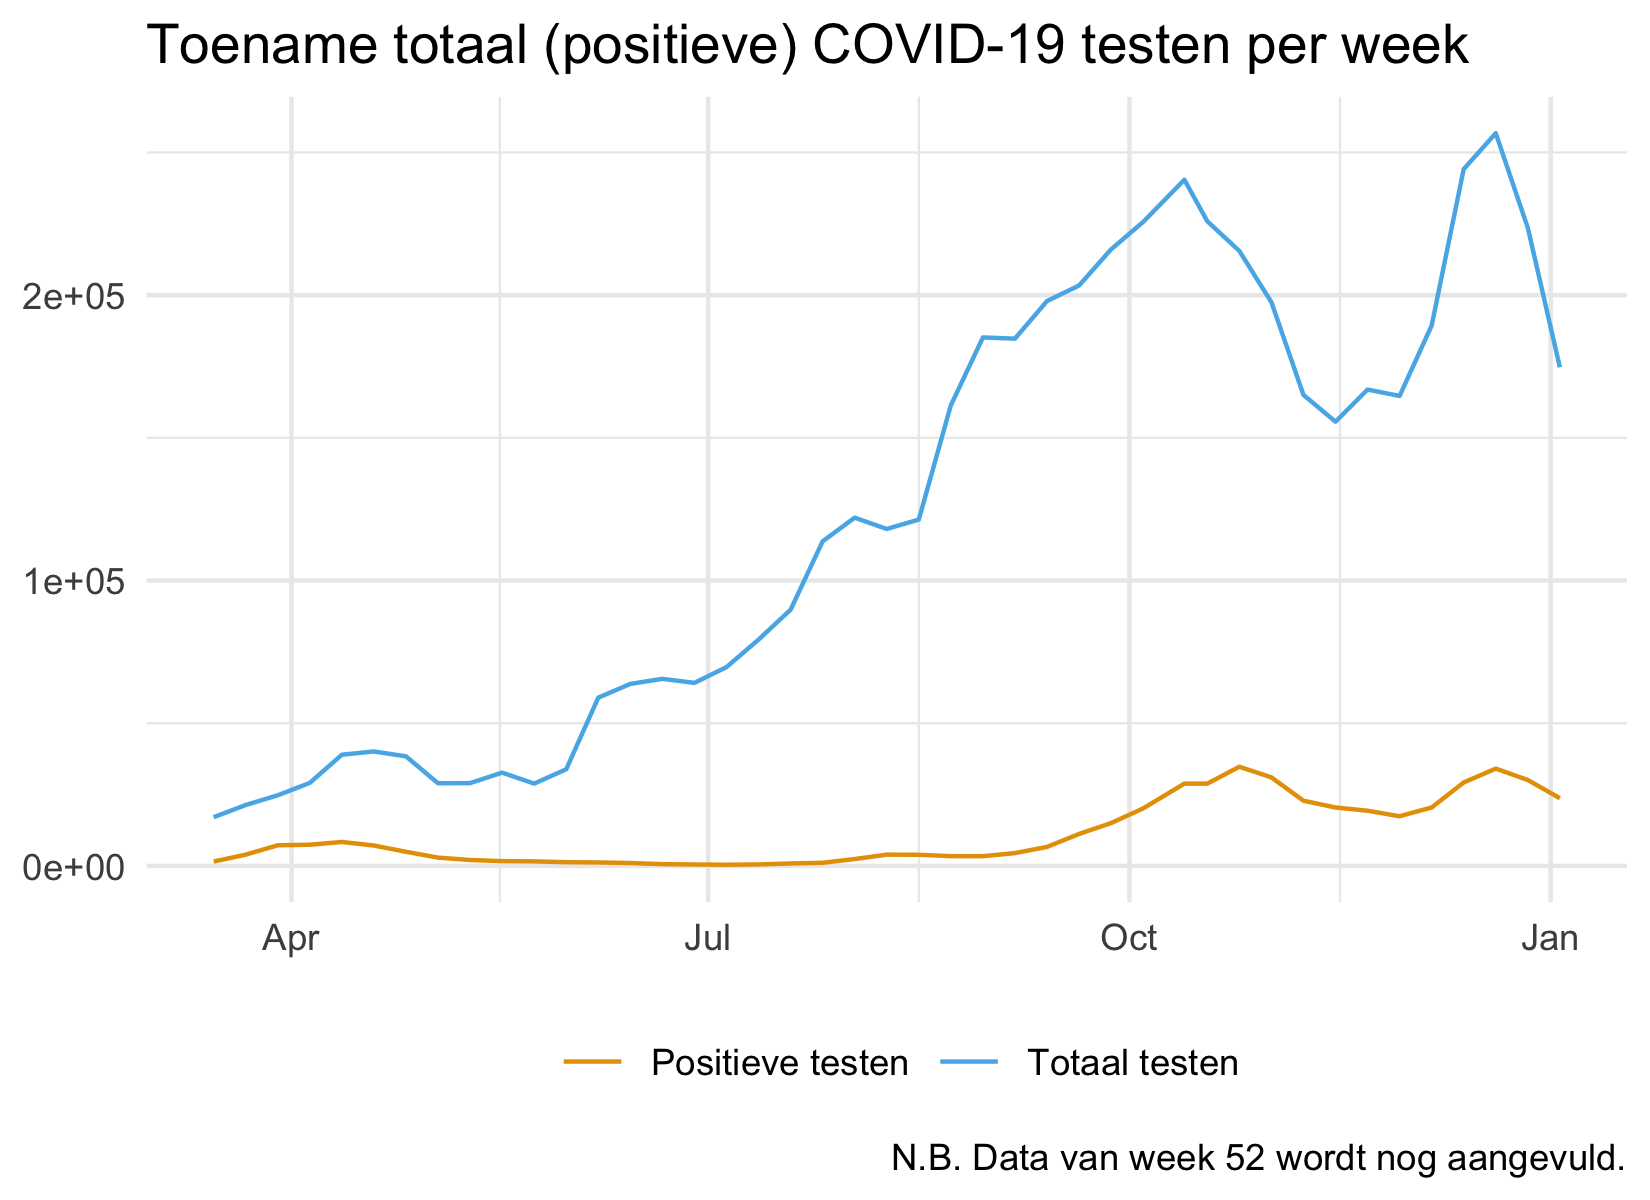 Toename totaal (positieve) COVID-19 testen per week
2e+05
1e+05
0e+00
Apr Jul Oct Jan
Positieve testen Totaal testen
N.B. Data van week 52 wordt nog aangevuld.